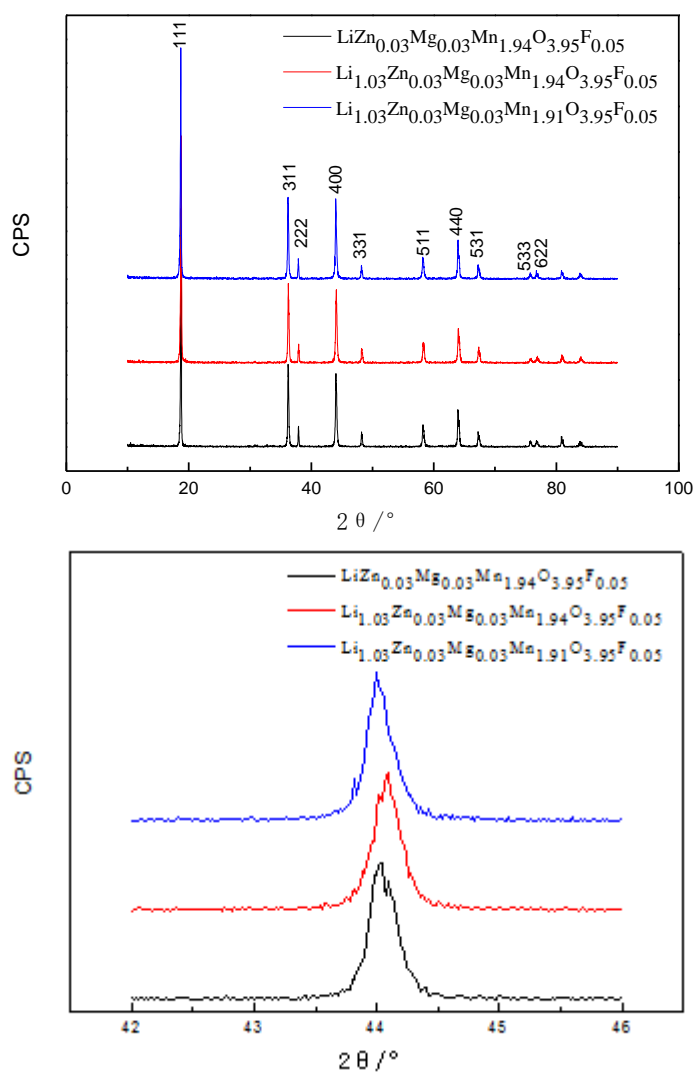 111
LiZn0.03Mg0.03Mn1.94O3.95F0.05
Li1.03Zn0.03Mg0.03Mn1.94O3.95F0.05
Li1.03Zn0.03Mg0.03Mn1.91O3.95F0.05
311
222
400
331
511
440
531
533
622
CPS
0 20 40 60 80 100
2 θ /°
LiZn0.03Mg0.03Mn1.94O3.95F0.05
Li1.03Zn0.03Mg0.03Mn1.94O3.95F0.05
Li1.03Zn0.03Mg0.03Mn1.91O3.95F0.05
CPS
42 43 44 45 46
2θ/°